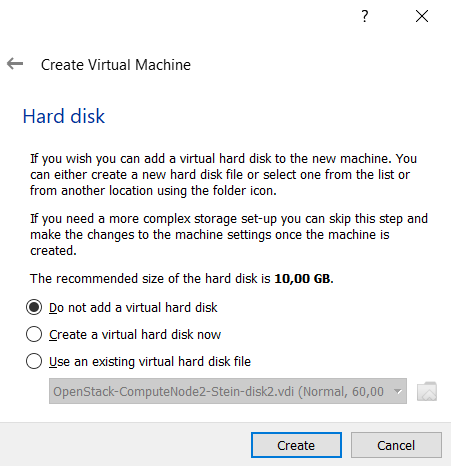 ?
Create Virtual Machine
Hard disk
If you wish you can add a virtual hard disk to the new machine. You
can either create a new hard disk file or select one from the list or
from another location using the folder icon.
If you need a more complex storage set-up you can skip this step and
make the changes to the machine settings once the machine is
created.
The recommended size of the hard disk is 10,00 GB.
Do not add a virtual hard disk
Create a virtual hard disk now
Use an existing virtual hard disk file
OpenStack-ComputeNode2-Stein-disk2.vdi (Normal, 60,00
Create Cancel